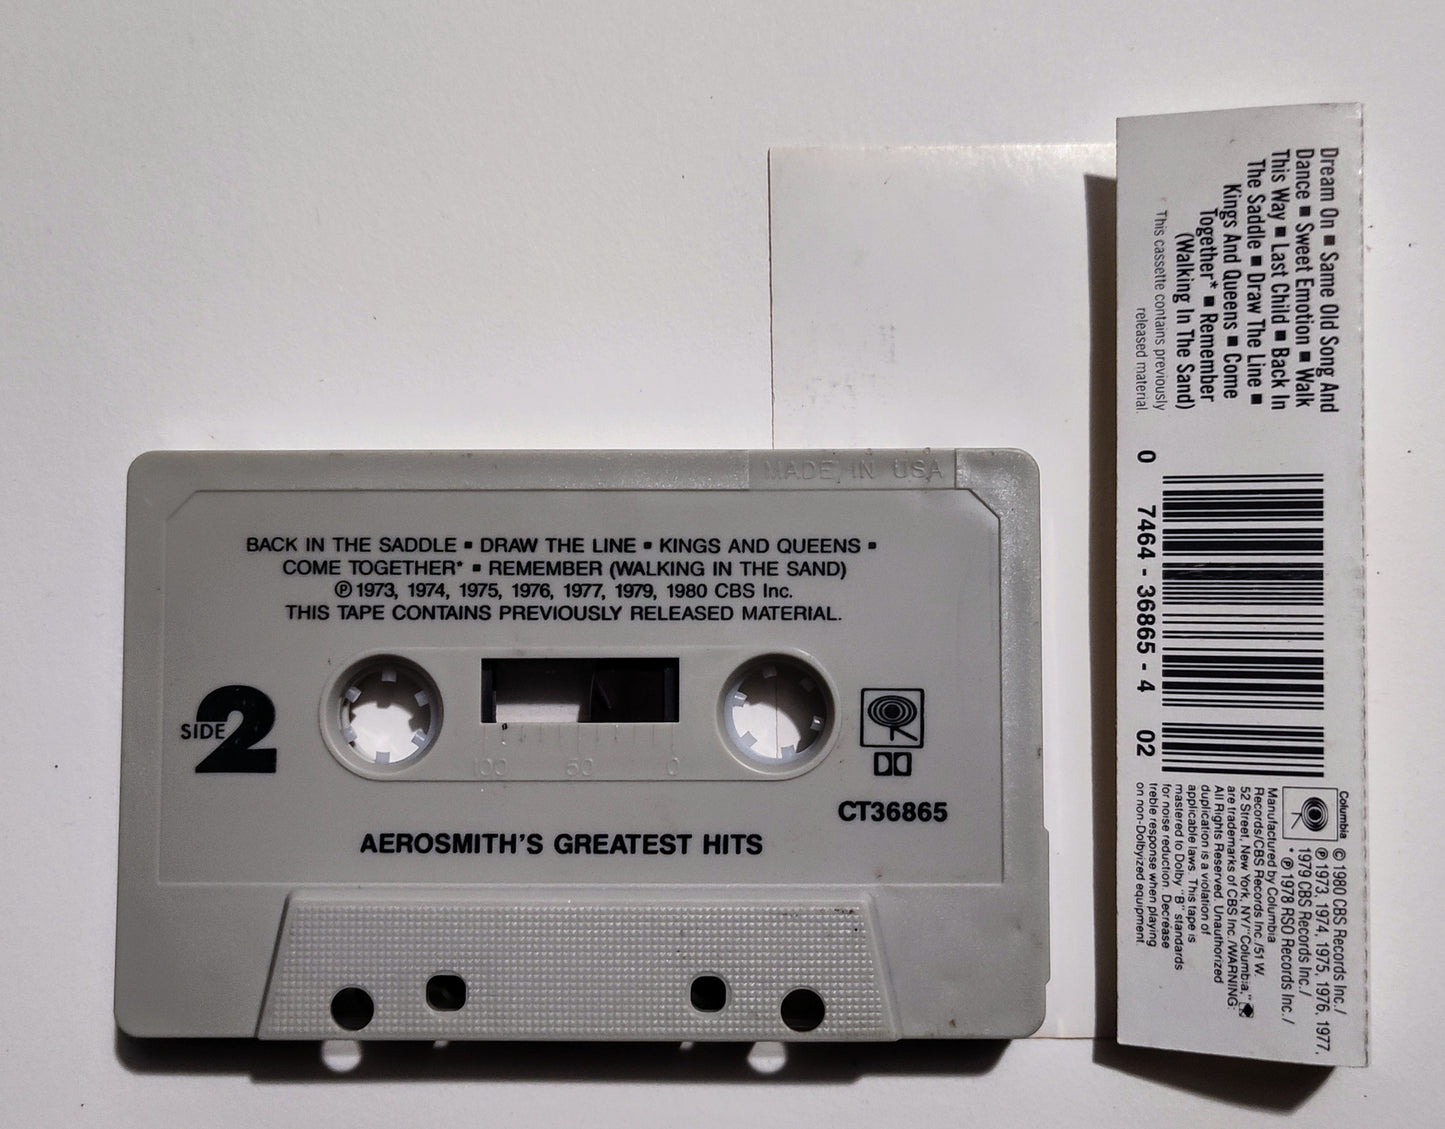 MADE IN USA
BACK IN THE SADDLE ▪ DRAW THE LINE ▪ KINGS AND QUEENS ▪
COME TOGETHER* ▪ REMEMBER (WALKING IN THE SAND)
℗ 1973, 1974, 1975, 1976, 1977, 1979, 1980 CBS Inc.
THIS TAPE CONTAINS PREVIOUSLY RELEASED MATERIAL.
SIDE 2
100 50 0
CT36865
AEROSMITH'S GREATEST HITS
Dream On ▪ Same Old Song And
Dance ▪ Sweet Emotion ▪ Walk
This Way ▪ Last Child ▪ Back In
The Saddle ▪ Draw The Line ▪
Kings And Queens ▪ Come
Together* ▪ Remember
(Walking In The Sand)
This cassette contains previously
released material.
0 7464 - 36865 - 4 02
Columbia
© 1980 CBS Records Inc./
℗ 1973, 1974, 1975, 1976, 1977,
1979 CBS Records Inc./
* ℗ 1978 RSO Records Inc./
Manufactured by Columbia
Records/CBS Records Inc./51 W.
52 Street, New York, NY/"Columbia,"
are trademarks of CBS Inc./WARNING:
All Rights Reserved. Unauthorized
duplication is a violation of
applicable laws. This tape is
mastered to Dolby "B" standards
for noise reduction. Decrease
treble response when playing
on non-Dolbyized equipment.